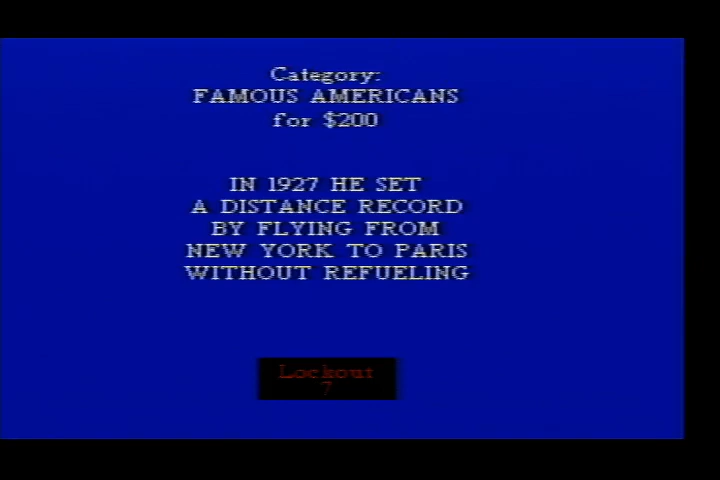 Category:
FAMOUS AMERICANS
for $200
IN 1927 HE SET
A DISTANCE RECORD
BY FLYING FROM
NEW YORK TO PARIS
WITHOUT REFUELING
Lockout
7